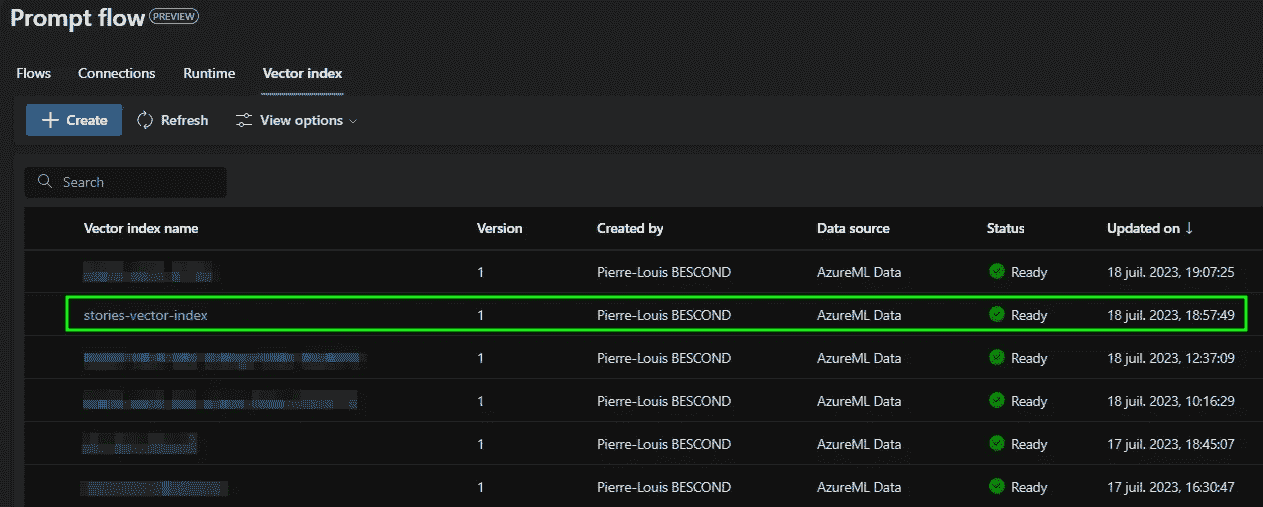 Prompt flow PREVIEW
Flows Connections Runtime Vector index
Create Refresh View options
Search
Vector index name Version Created by Data source Status Updated on ↓
1 Pierre-Louis BESCOND AzureML Data Ready 18 juil. 2023, 19:07:25
stories-vector-index 1 Pierre-Louis BESCOND AzureML Data Ready 18 juil. 2023, 18:57:49
1 Pierre-Louis BESCOND AzureML Data Ready 18 juil. 2023, 12:37:09
1 Pierre-Louis BESCOND AzureML Data Ready 18 juil. 2023, 10:16:29
1 Pierre-Louis BESCOND AzureML Data Ready 17 juil. 2023, 18:45:07
1 Pierre-Louis BESCOND AzureML Data Ready 17 juil. 2023, 16:30:47